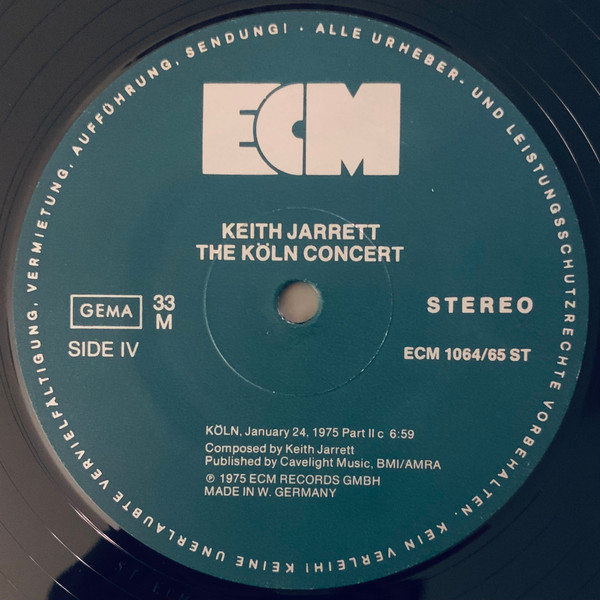 ECM
KEITH JARRETT
THE KÖLN CONCERT
GEMA
33
M
STEREO
SIDE IV
ECM 1064/65 ST
KÖLN, January 24, 1975 Part II c 6:59
Composed by Keith Jarrett
Published by Cavelight Music, BMI/AMRA
℗ 1975 ECM RECORDS GMBH
MADE IN W. GERMANY
ALLE URHEBER- UND LEISTUNGSSCHUTZRECHTE VORBEHALTEN. KEIN VERLEIH! KEINE UNERLAUBTE VERVIELFÄLTIGUNG, VERMIETUNG, AUFFÜHRUNG, SENDUNG! ·